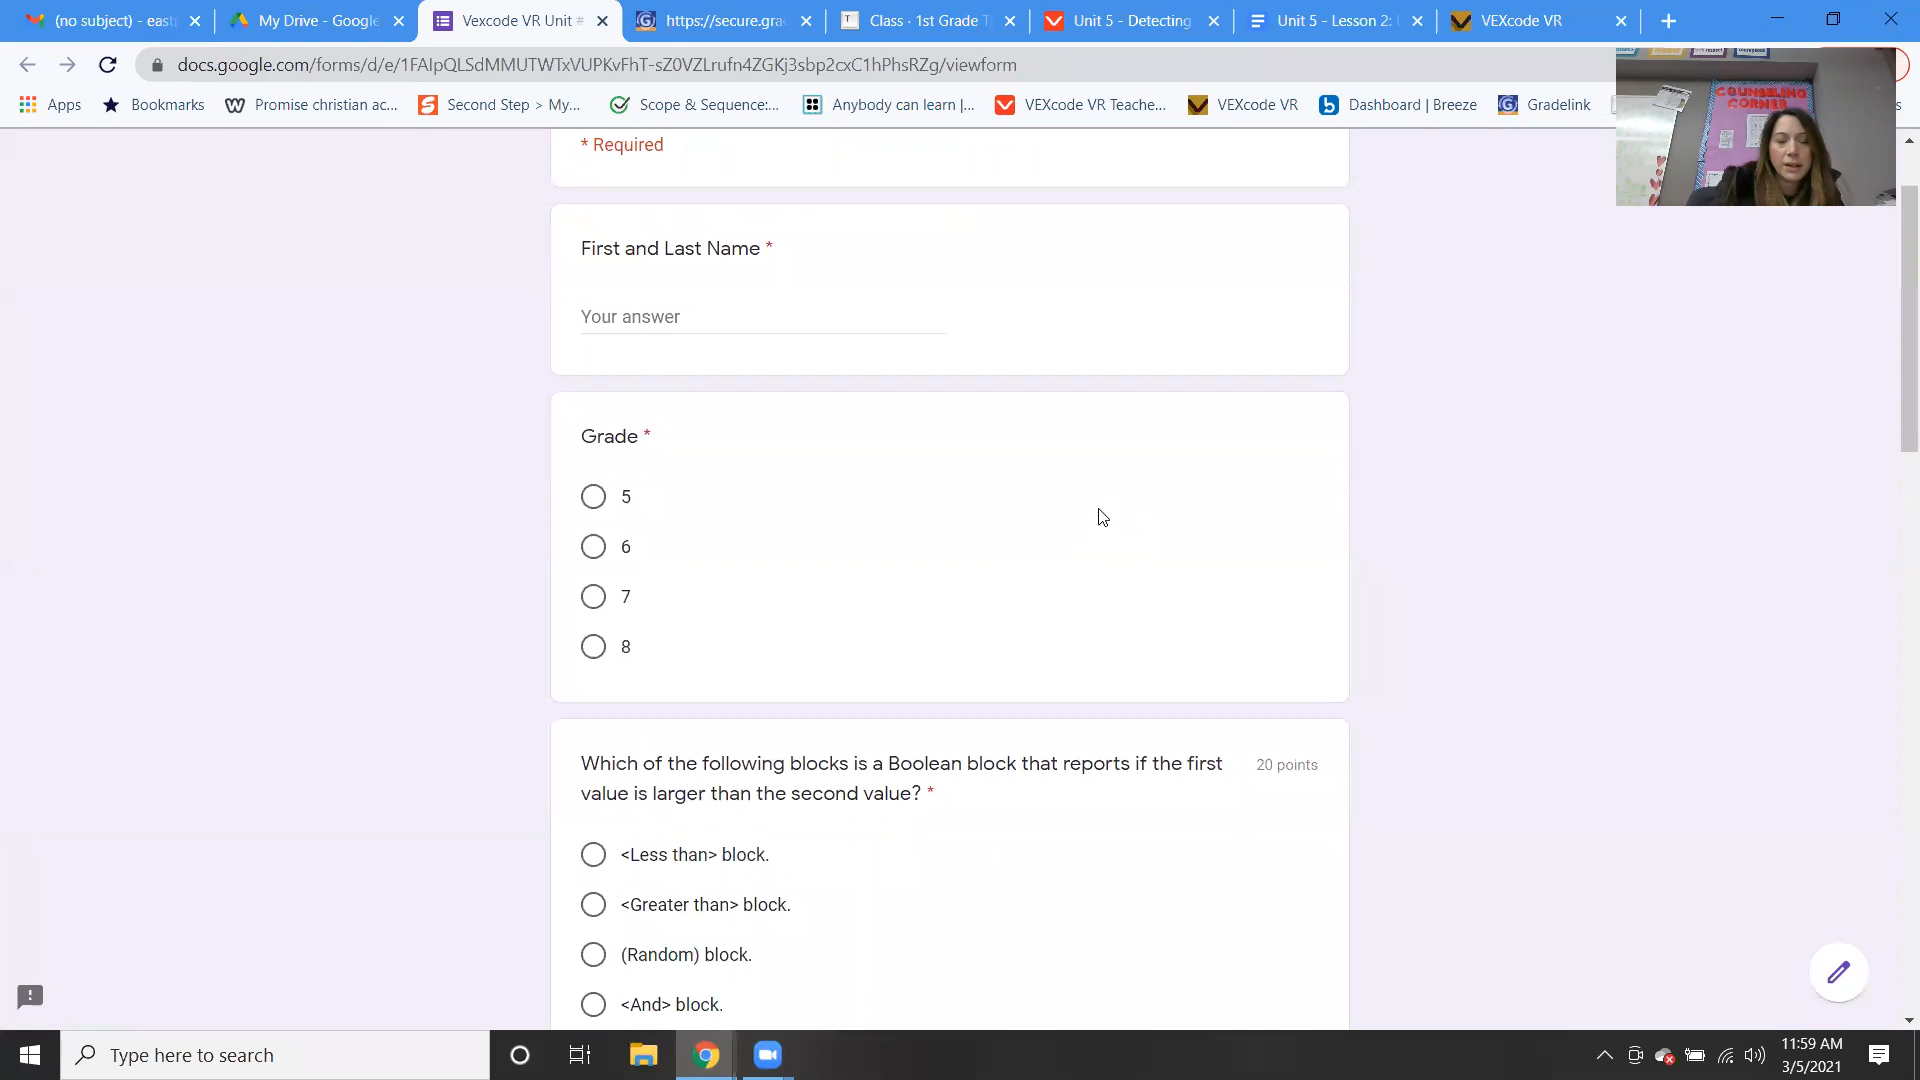 (no subject) - east
My Drive - Google
Vexcode VR Unit #
https://secure.gra
Class · 1st Grade T
Unit 5 - Detecting
Unit 5 - Lesson 2:
VEXcode VR
docs.google.com/forms/d/e/1FAIpQLSdMMUTWTxVUPKvFhT-sZ0VZLrufn4ZGKj3sbp2cxC1hPhsRZg/viewform
Apps
Bookmarks
Promise christian ac...
Second Step > My...
Scope & Sequence:...
Anybody can learn |...
VEXcode VR Teache...
VEXcode VR
Dashboard | Breeze
Gradelink
COUNSELING
CORNER
* Required
First and Last Name *
Your answer
Grade *
5
6
7
8
Which of the following blocks is a Boolean block that reports if the first
value is larger than the second value? *
20 points
<Less than> block.
<Greater than> block.
(Random) block.
<And> block.
Type here to search
11:59 AM
3/5/2021